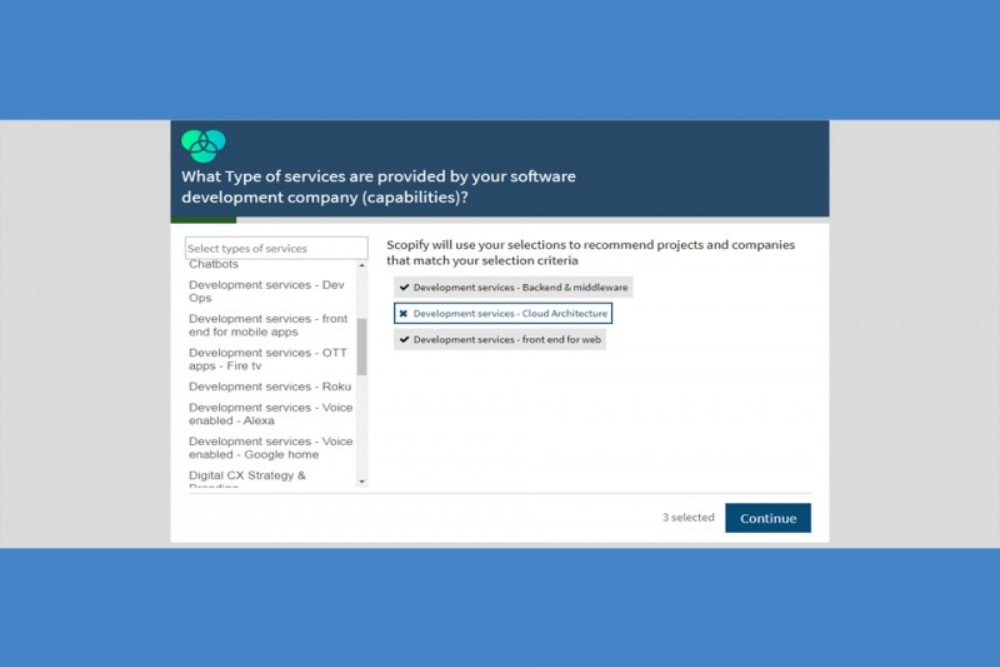 What Type of services are provided by your software
development company (capabilities)?
Select types of services
Chatbots
Development services - Dev
Ops
Development services - front
end for mobile apps
Development services - OTT
apps - Fire tv
Development services - Roku
Development services - Voice
enabled - Alexa
Development services - Voice
enabled - Google home
Digital CX Strategy &
Branding
Scopify will use your selections to recommend projects and companies
that match your selection criteria
Development services - Backend & middleware
Development services - Cloud Architecture
Development services - front end for web
3 selected
Continue